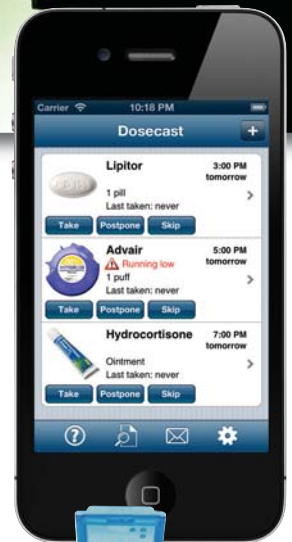 Carrier 10:18 PM
Dosecast +
Lipitor 3:00 PM
tomorrow
1 pill
Last taken: never
Take Postpone Skip
Advair 5:00 PM
Running low tomorrow
1 puff
Last taken: never
Take Postpone Skip
Hydrocortisone 7:00 PM
tomorrow
Ointment
Last taken: never
Take Postpone Skip
?